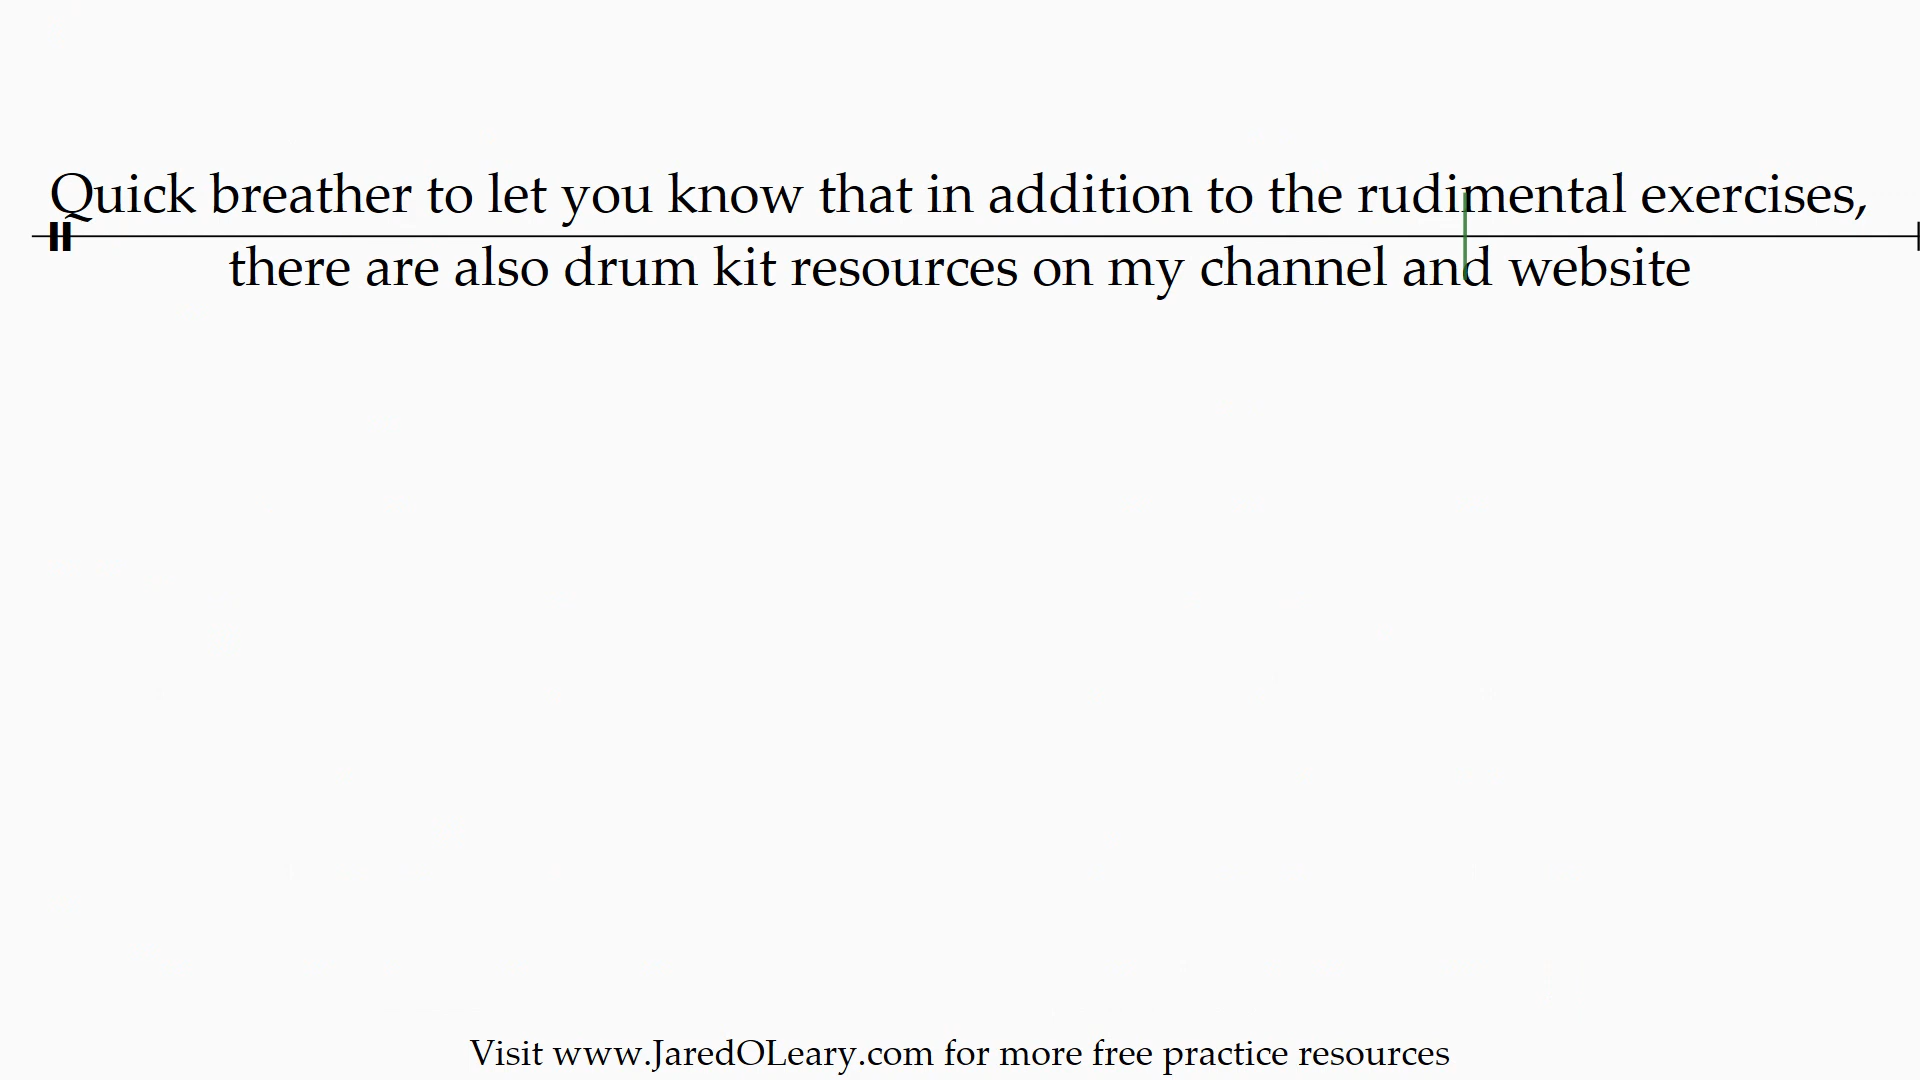 Quick breather to let you know that in addition to the rudimental exercises,
there are also drum kit resources on my channel and website
Visit www.JaredOLeary.com for more free practice resources